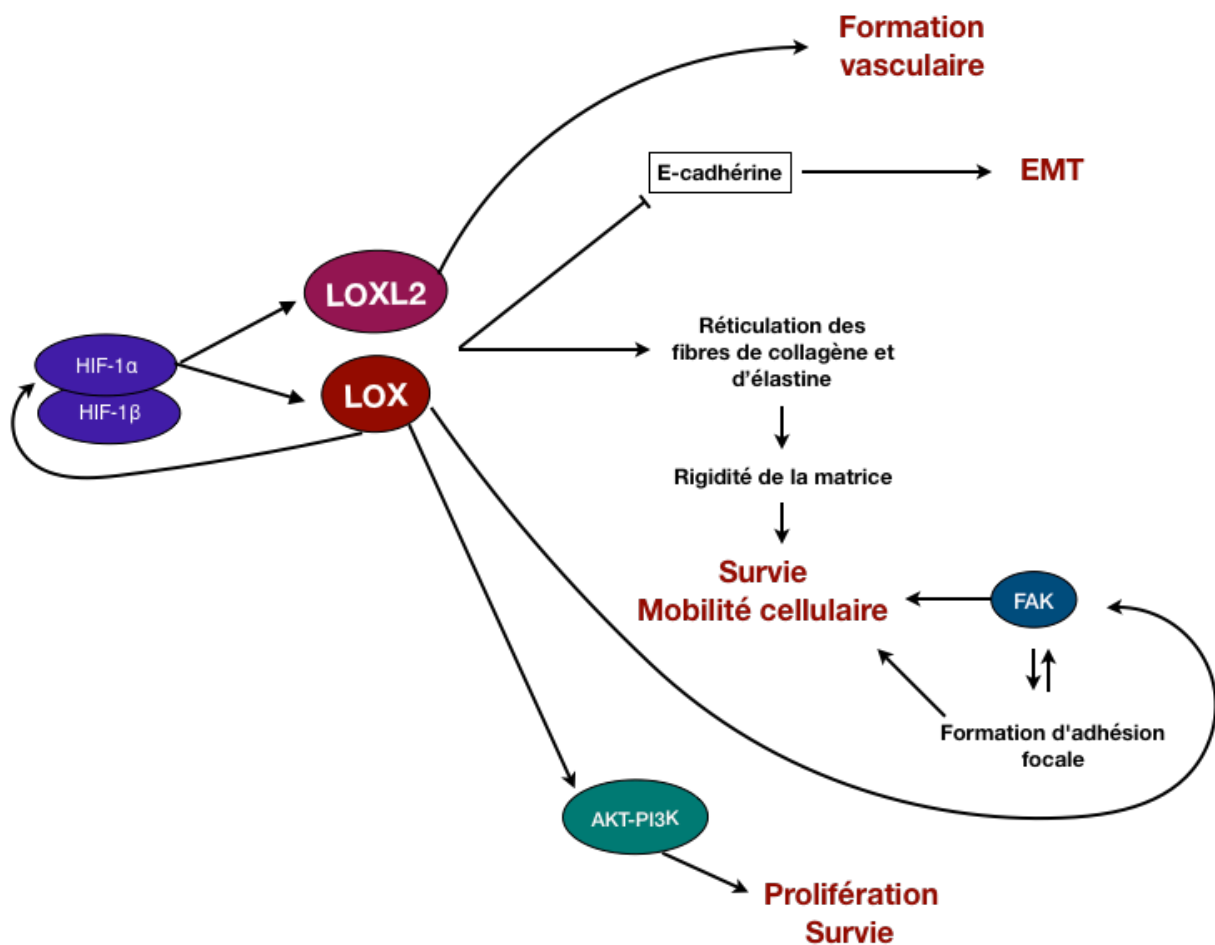 Formation
vasculaire
E-cadhérine
EMT
LOXL2
Réticulation des
fibres de collagène et
d'élastine
HIF-1α
HIF-1β
LOX
Rigidité de la matrice
Survie
Mobilité cellulaire
FAK
Formation d'adhésion
focale
AKT-PI3K
Prolifération
Survie